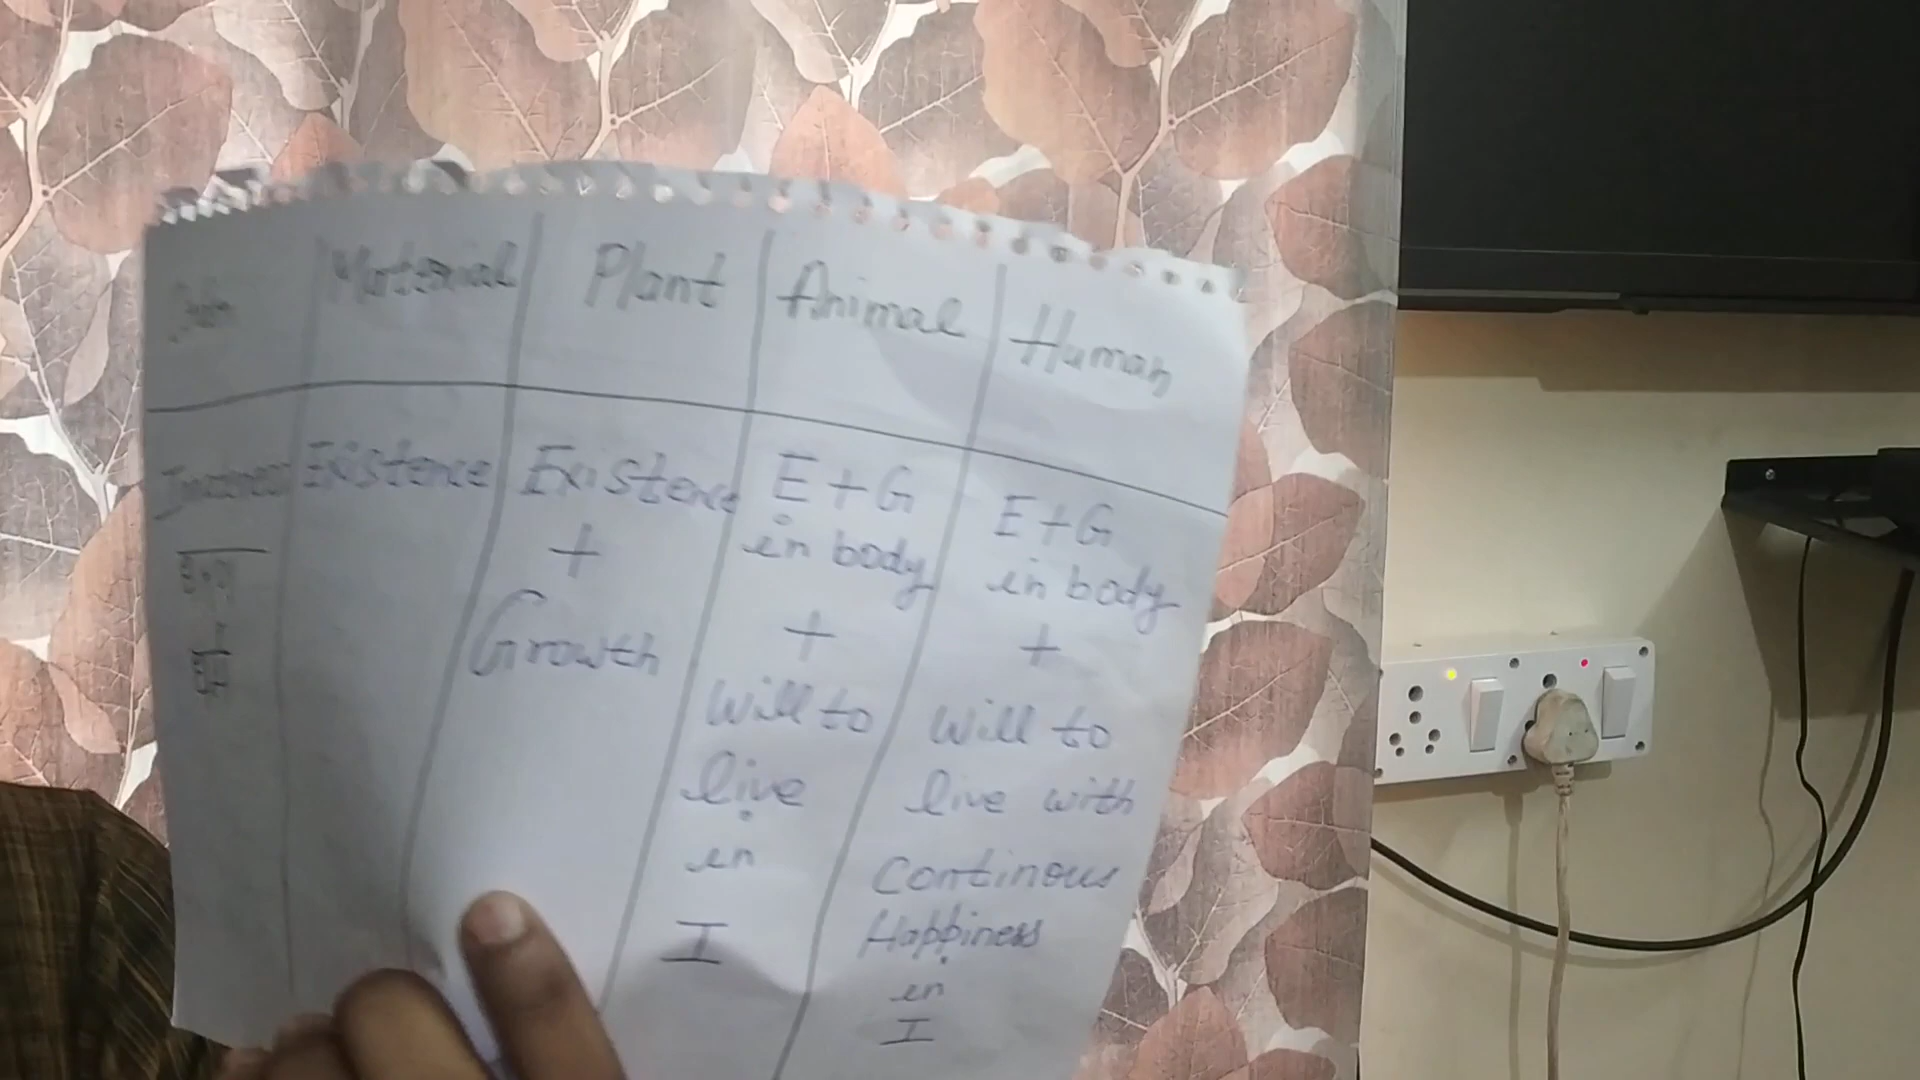 Material Plant Animal Human
Existence Existence E+G E+G
+ in body in body
Growth + +
Will to Will to
live live with
in Continous
I Happiness
in
I